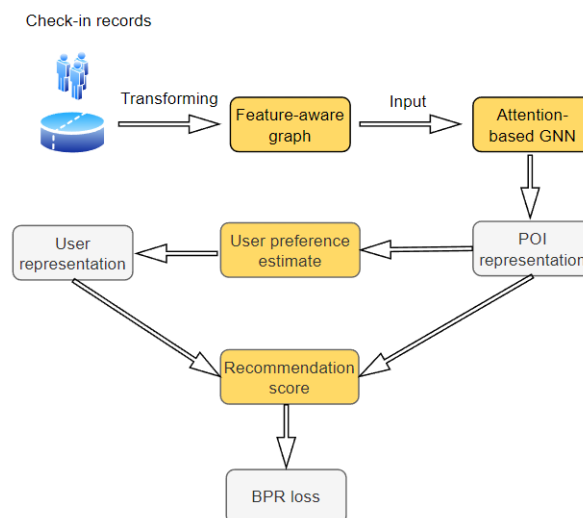 Check-in records
Transforming
Feature-aware
graph
Input
Attention-
based GNN
User
representation
User preference
estimate
POI
representation
Recommendation
score
BPR loss